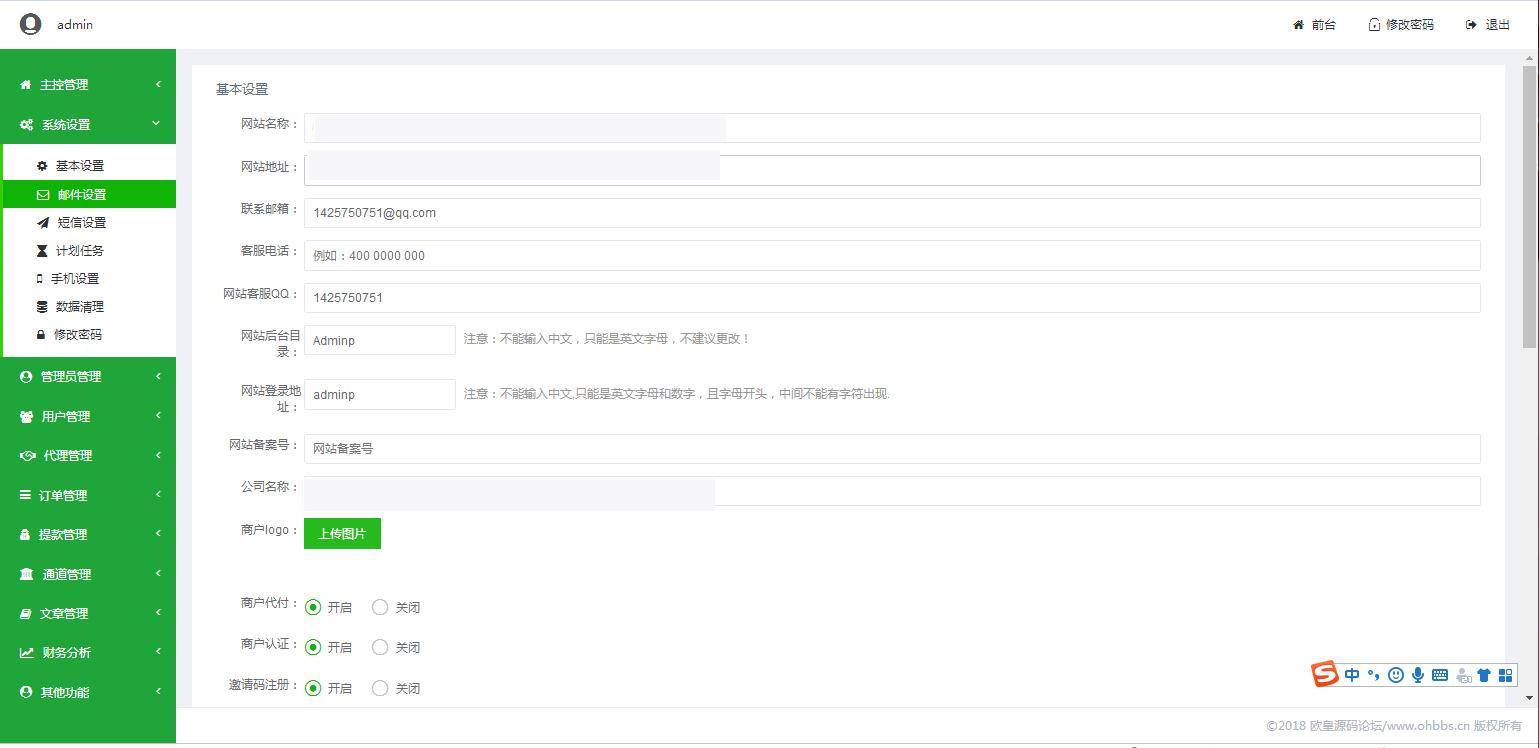 admin
前台
修改密码
退出
主控管理
系统设置
基本设置
邮件设置
短信设置
计划任务
手机设置
数据清理
修改密码
管理员管理
用户管理
代理管理
订单管理
提款管理
通道管理
文章管理
财务分析
其他功能
基本设置
网站名称：
网站地址：
联系邮箱： 1425750751@qq.com
客服电话： 例如：400 0000 000
网站客服QQ： 1425750751
网站后台目录： Adminp 注意：不能输入中文，只能是英文字母，不建议更改！
网站登录地址： adminp 注意：不能输入中文,只能是英文字母和数字，且字母开头，中间不能有字符出现.
网站备案号： 网站备案号
公司名称：
商户logo： 上传图片
商户代付： 开启 关闭
商户认证： 开启 关闭
邀请码注册： 开启 关闭
中
©2018 欧皇源码论坛/www.ohbbs.cn 版权所有